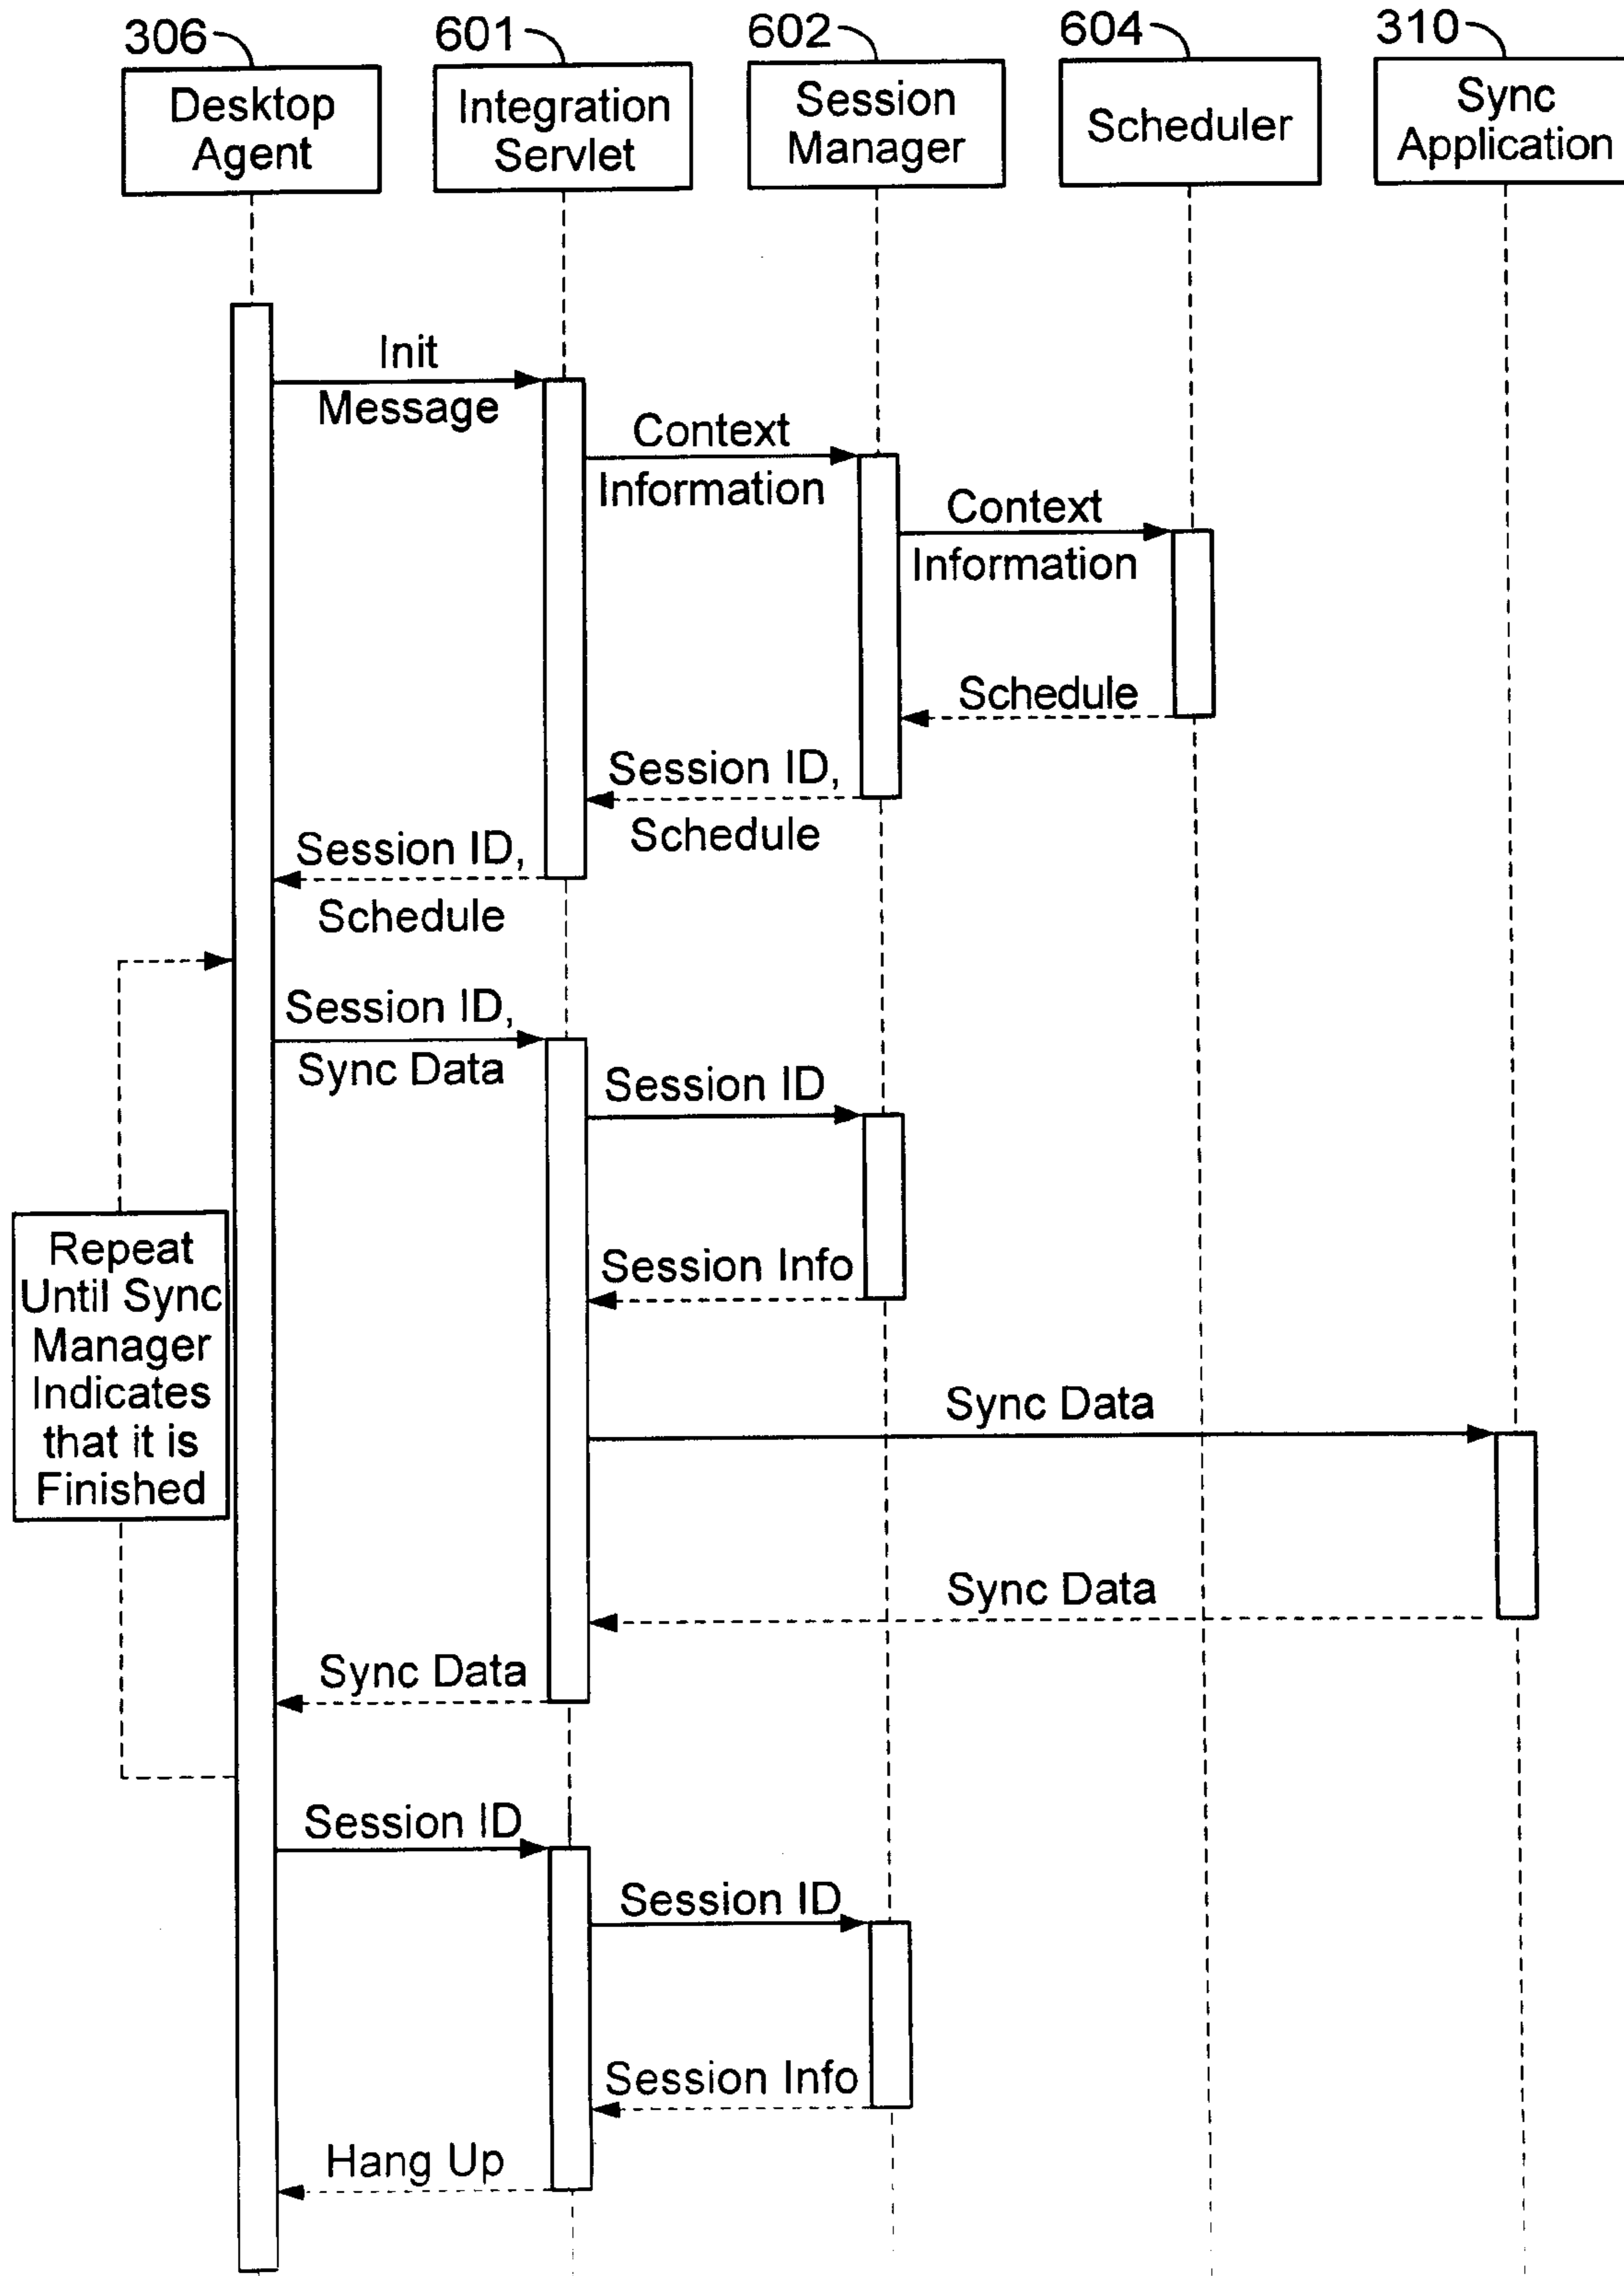 306
601
602
604
310
Desktop
Agent
Integration
Servlet
Session
Manager
Scheduler
Sync
Application
Init
Message
Context
Information
Context
Information
Schedule
Session ID,
Schedule
Session ID,
Schedule
Session ID,
Sync Data
Session ID
Session Info
Repeat
Until Sync
Manager
Indicates
that it is
Finished
Sync Data
Sync Data
Sync Data
Session ID
Session ID
Session Info
Hang Up